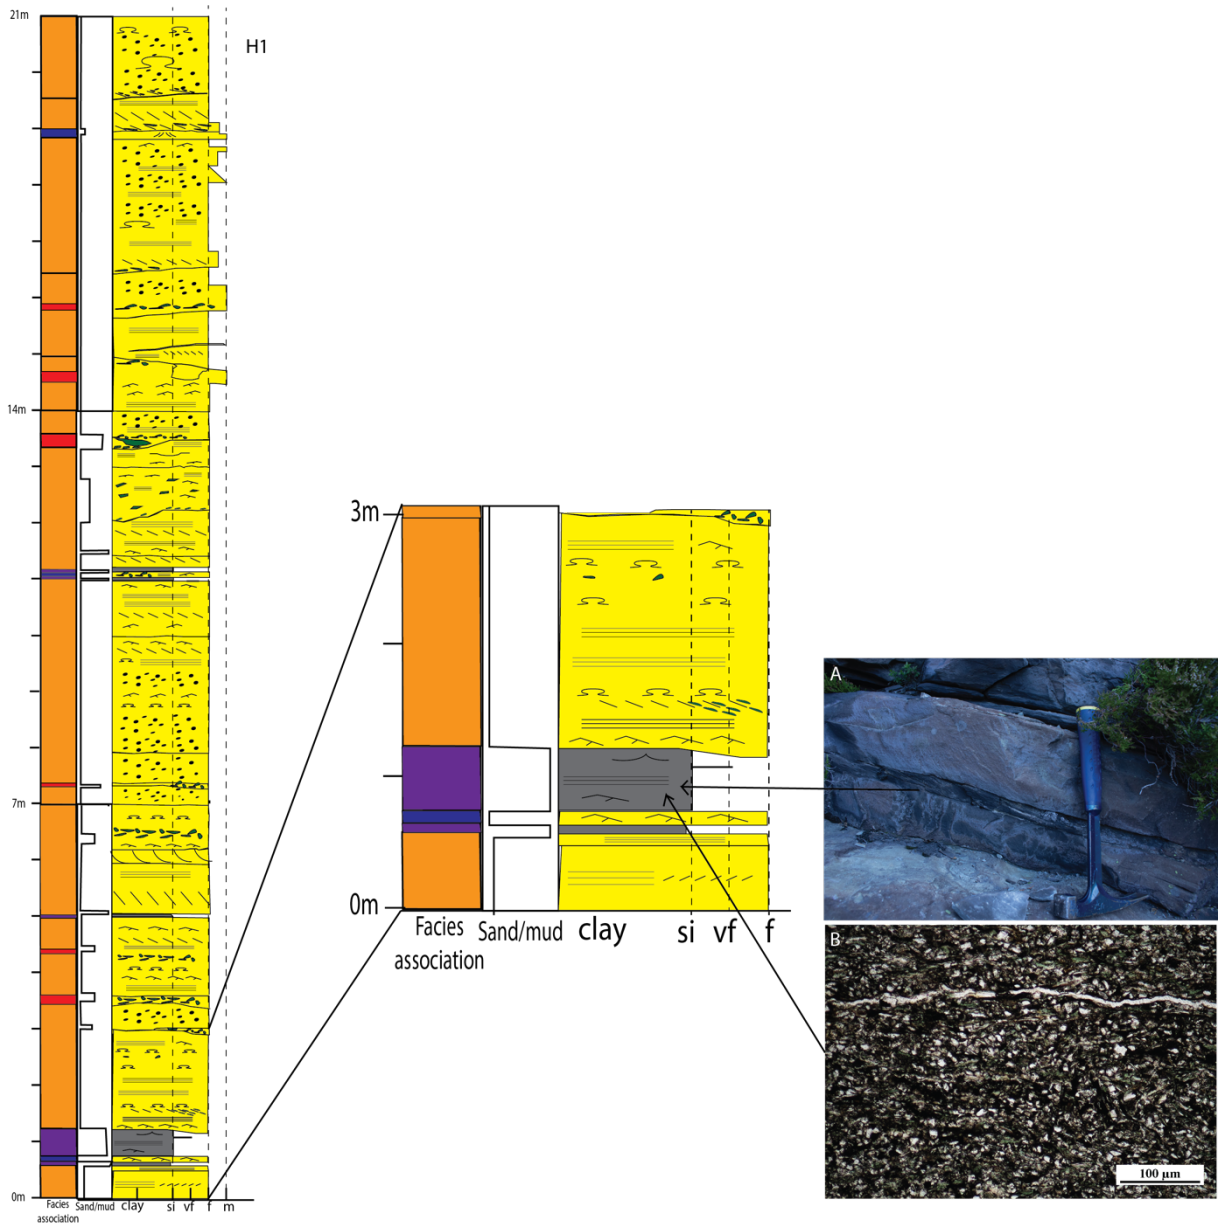 21m
H1
14m
7m
0m
Facies
association
Sand/mud
clay
si
vf
f
m
3m
0m
Facies
association
Sand/mud
clay
si
vf
f
A
B
100 µm